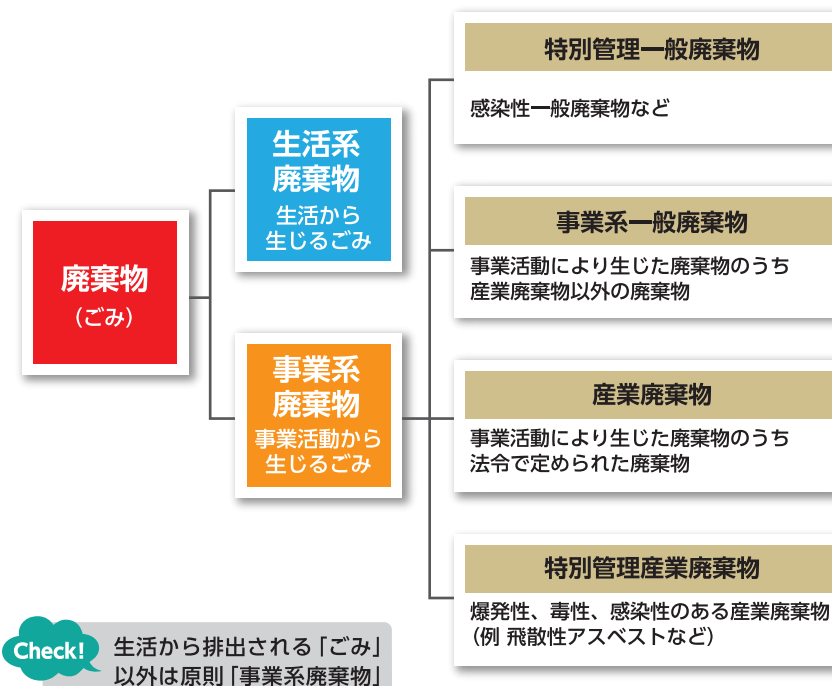 廃棄物
（ごみ）
生活系
廃棄物
生活から
生じるごみ
事業系
廃棄物
事業活動から
生じるごみ
特別管理一般廃棄物
感染性一般廃棄物など
事業系一般廃棄物
事業活動により生じた廃棄物のうち
産業廃棄物以外の廃棄物
産業廃棄物
事業活動により生じた廃棄物のうち
法令で定められた廃棄物
特別管理産業廃棄物
爆発性、毒性、感染性のある産業廃棄物
（例 飛散性アスベストなど）
Check!
生活から排出される「ごみ」
以外は原則「事業系廃棄物」